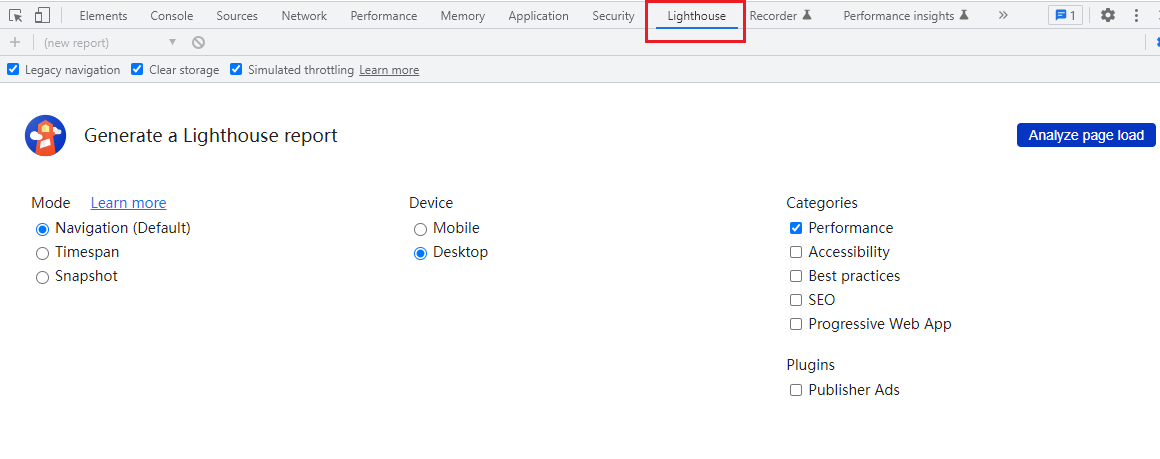 Elements Console Sources Network Performance Memory Application Security Lighthouse Recorder Performance insights » 1
+ (new report)
Legacy navigation Clear storage Simulated throttling Learn more
Generate a Lighthouse report Analyze page load
Mode Learn more Device Categories
Navigation (Default) Mobile Performance
Timespan Desktop Accessibility
Snapshot Best practices
SEO
Progressive Web App
Plugins
Publisher Ads